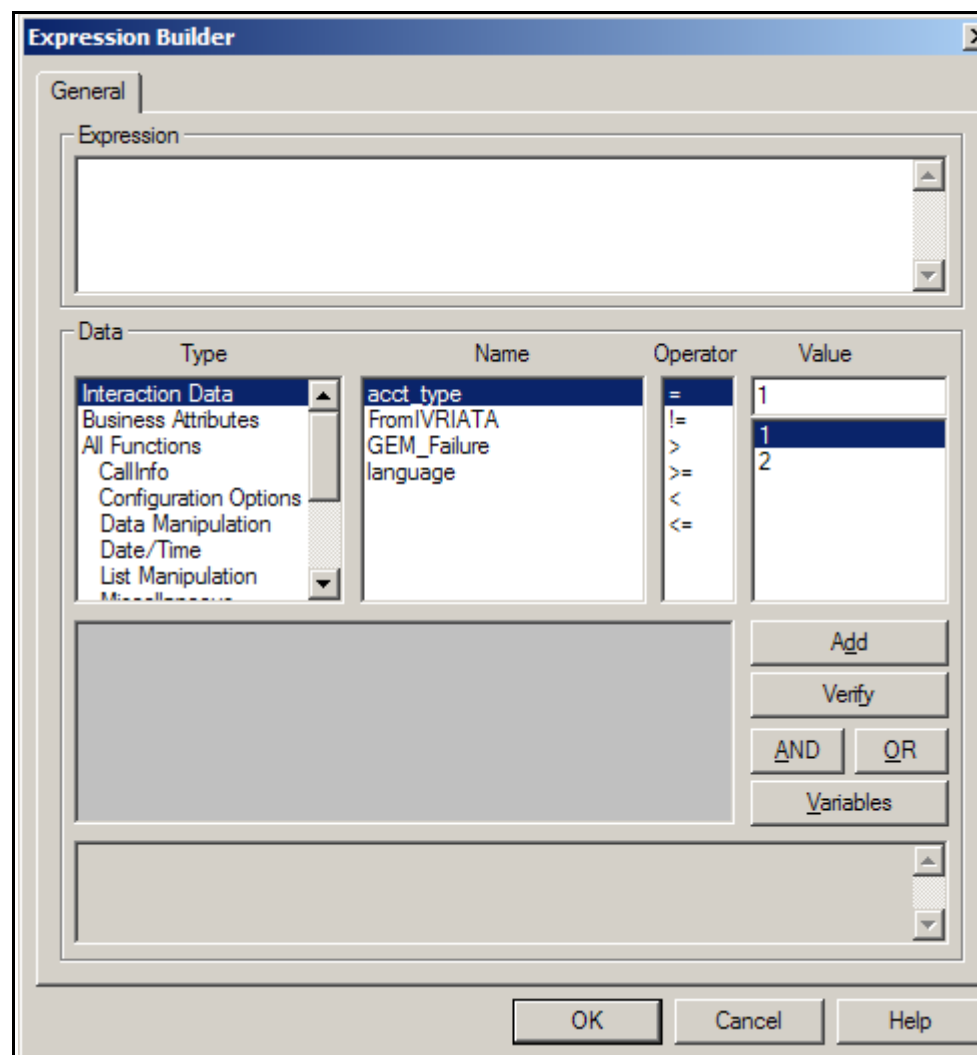 Expression Builder
General
Expression
Data
Type Name Operator Value
Interaction Data
Business Attributes
All Functions
CallInfo
Configuration Options
Data Manipulation
Date/Time
List Manipulation
acct_type
FromIVRIATA
GEM_Failure
language
=
!=
>
>=
<
<=
1
1
2
Add
Verify
AND OR
Variables
OK Cancel Help